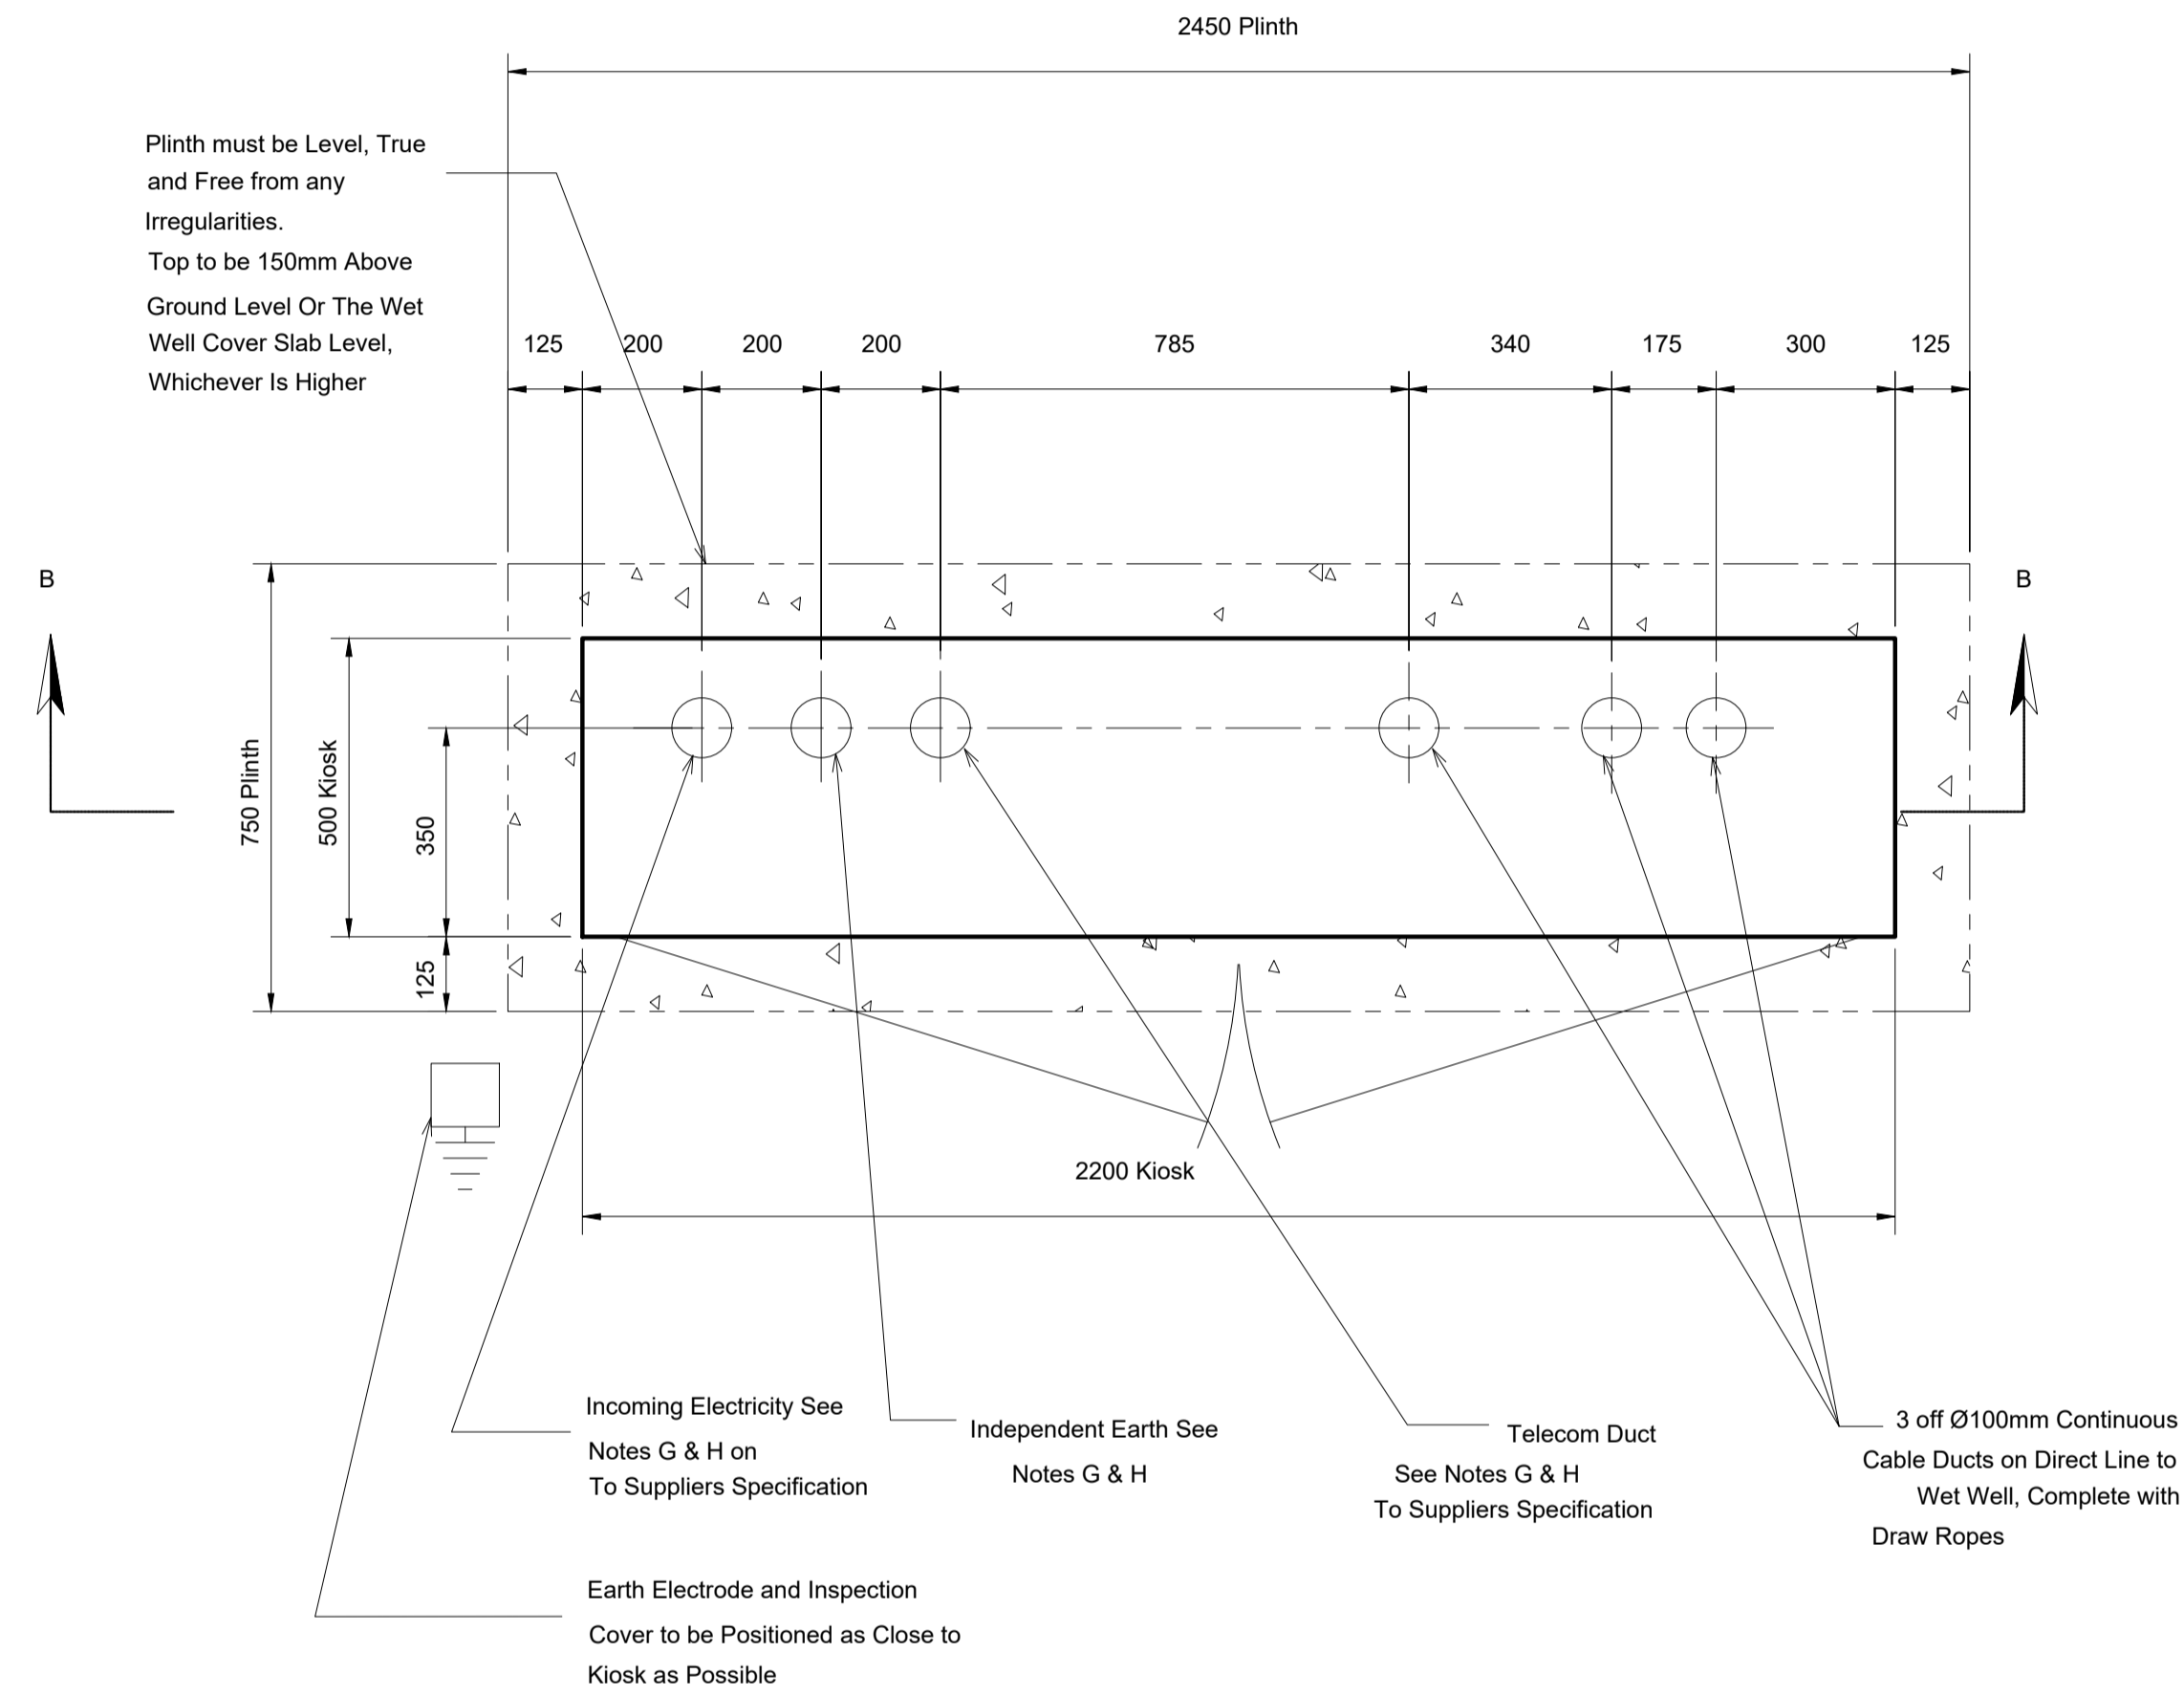 2450 Plinth
Plinth must be Level, True
and Free from any
Irregularities.
Top to be 150mm Above
Ground Level Or The Wet
Well Cover Slab Level,
Whichever Is Higher
125
200
200
200
785
340
175
300
125
B
B
750 Plinth
500 Kiosk
350
125
2200 Kiosk
Incoming Electricity See
Notes G & H on
To Suppliers Specification
Independent Earth See
Notes G & H
Telecom Duct
See Notes G & H
To Suppliers Specification
3 off Ø100mm Continuous
Cable Ducts on Direct Line to
Wet Well, Complete with
Draw Ropes
Earth Electrode and Inspection
Cover to be Positioned as Close to
Kiosk as Possible